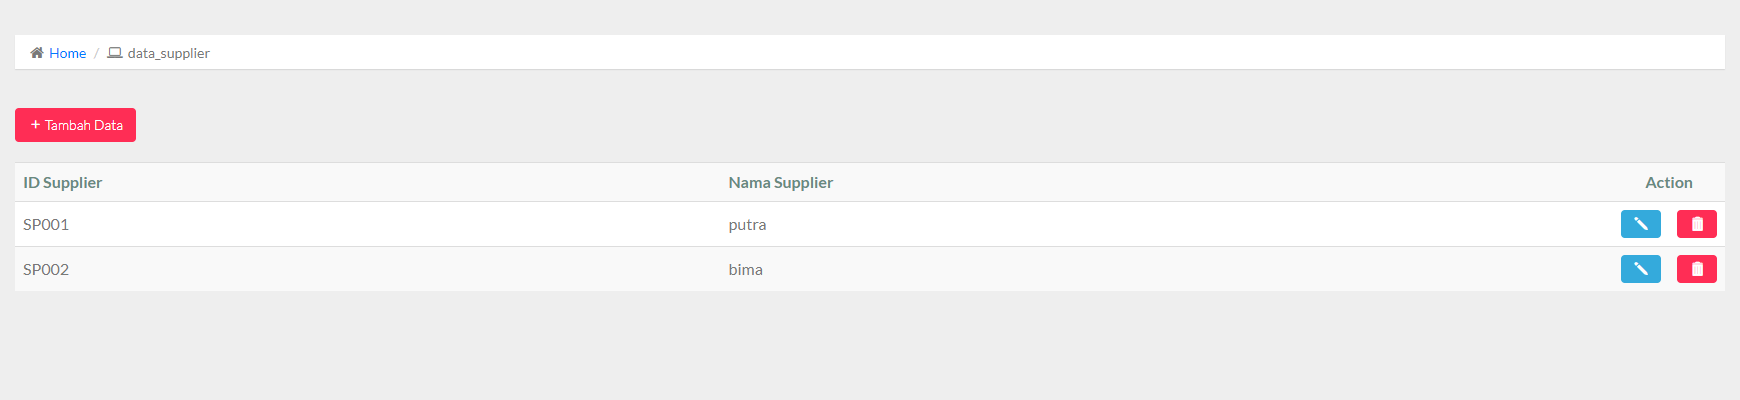 Home / data_supplier
+ Tambah Data
ID Supplier Nama Supplier Action
SP001 putra
SP002 bima